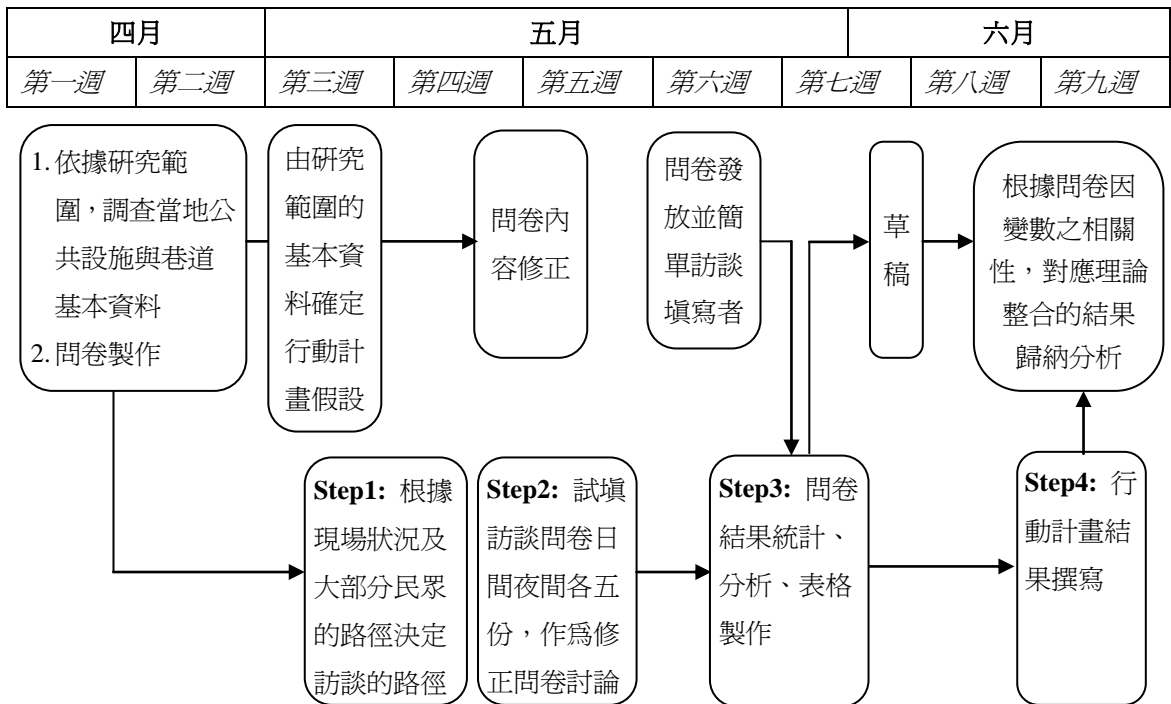 四月 五月 六月
第一週 第二週 第三週 第四週 第五週 第六週 第七週 第八週 第九週
1. 依據研究範
圍，調查當地公
共設施與巷道
基本資料
2. 問卷製作
由研究
範圍的
基本資
料確定
行動計
畫假設
問卷內
容修正
問卷發
放並簡
單訪談
填寫者
草
稿
根據問卷因
變數之相關
性，對應理論
整合的結果
歸納分析
Step1: 根據
現場狀況及
大部分民眾
的路徑決定
訪談的路徑
Step2: 試填
訪談問卷日
間夜間各五
份，作為修
正問卷討論
Step3: 問卷
結果統計、
分析、表格
製作
Step4: 行
動計畫結
果撰寫